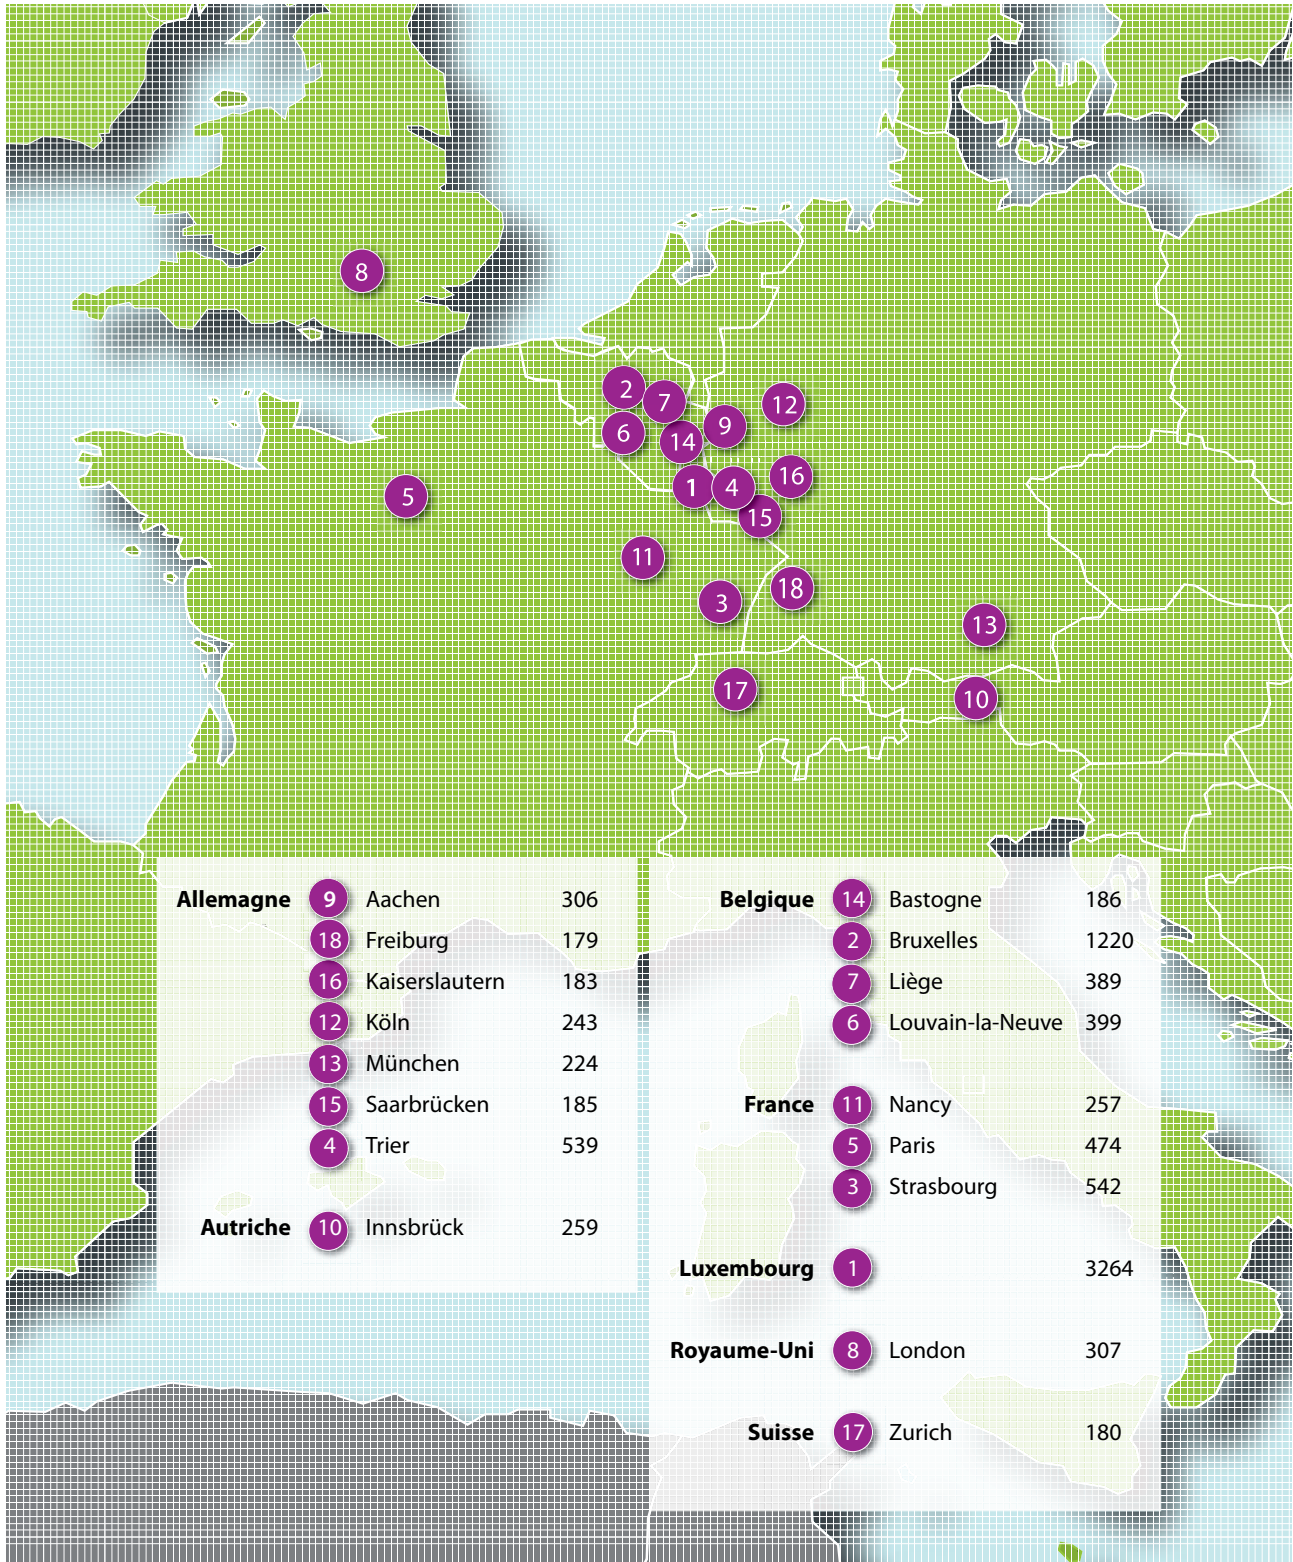 8
2
7
12
9
6
14
16
1
4
5
15
11
18
3
13
17
10
Allemagne 9 Aachen 306
18 Freiburg 179
16 Kaiserslautern 183
12 Köln 243
13 München 224
15 Saarbrücken 185
4 Trier 539
Autriche 10 Innsbrück 259
Belgique 14 Bastogne 186
2 Bruxelles 1220
7 Liège 389
6 Louvain-la-Neuve 399
France 11 Nancy 257
5 Paris 474
3 Strasbourg 542
Luxembourg 1 3264
Royaume-Uni 8 London 307
Suisse 17 Zurich 180